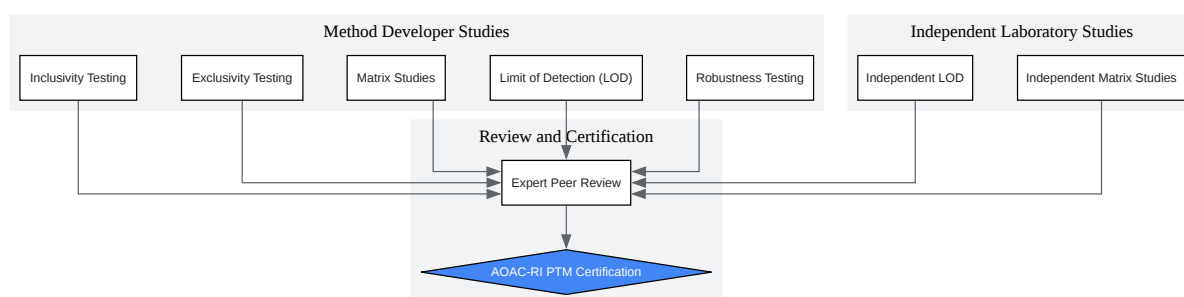 Method Developer Studies
Inclusivity Testing
Exclusivity Testing
Matrix Studies
Limit of Detection (LOD)
Robustness Testing
Independent Laboratory Studies
Independent LOD
Independent Matrix Studies
Review and Certification
Expert Peer Review
AOAC-RI PTM Certification